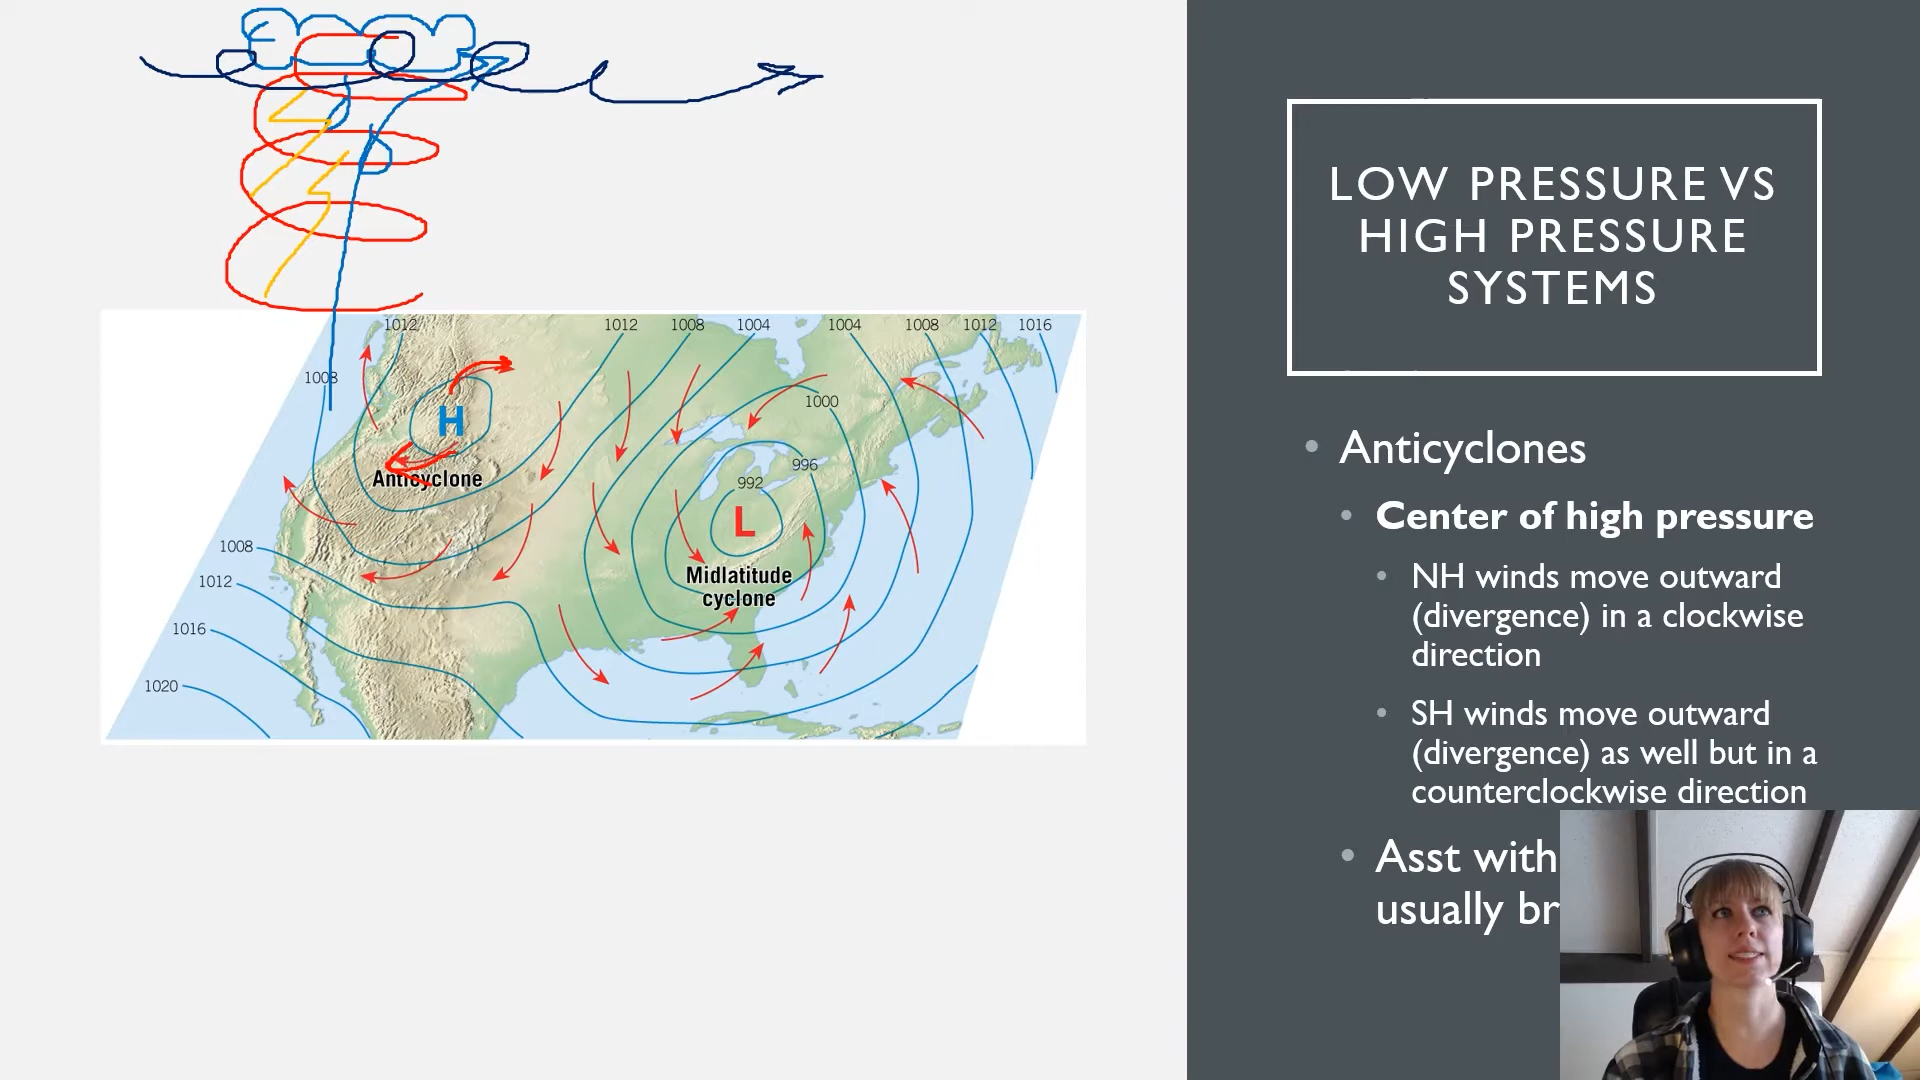 LOW PRESSURE VS
HIGH PRESSURE
SYSTEMS
1012
1012
1008
1004
1004
1008
1012
1016
1008
H
Anticyclone
1000
996
992
L
Midlatitude
cyclone
1008
1012
1016
1020
• Anticyclones
• Center of high pressure
• NH winds move outward
(divergence) in a clockwise
direction
• SH winds move outward
(divergence) as well but in a
counterclockwise direction
• Asst with
usually br